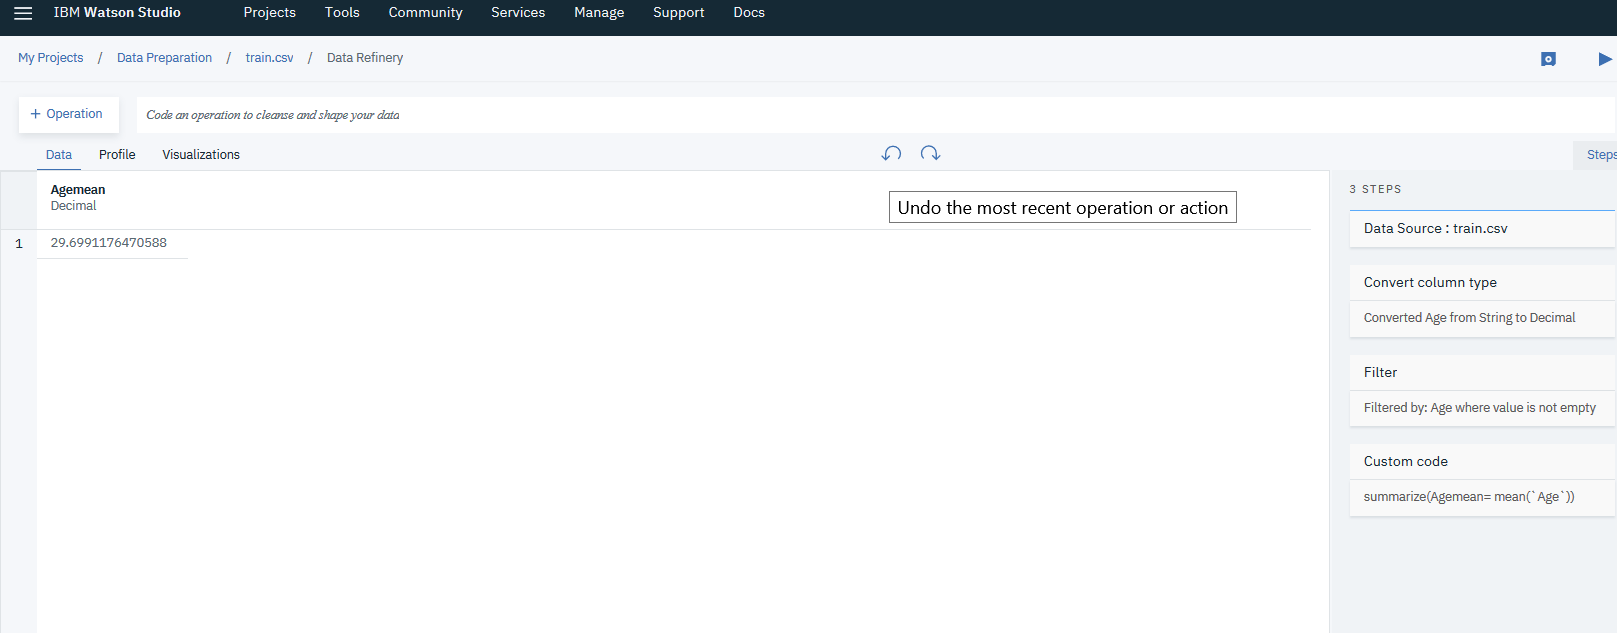 IBM Watson Studio Projects Tools Community Services Manage Support Docs
My Projects / Data Preparation / train.csv / Data Refinery
+ Operation Code an operation to cleanse and shape your data
Data Profile Visualizations Steps
Agemean
Decimal
Undo the most recent operation or action
1 29.6991176470588
3 STEPS
Data Source : train.csv
Convert column type
Converted Age from String to Decimal
Filter
Filtered by: Age where value is not empty
Custom code
summarize(Agemean= mean(`Age`))